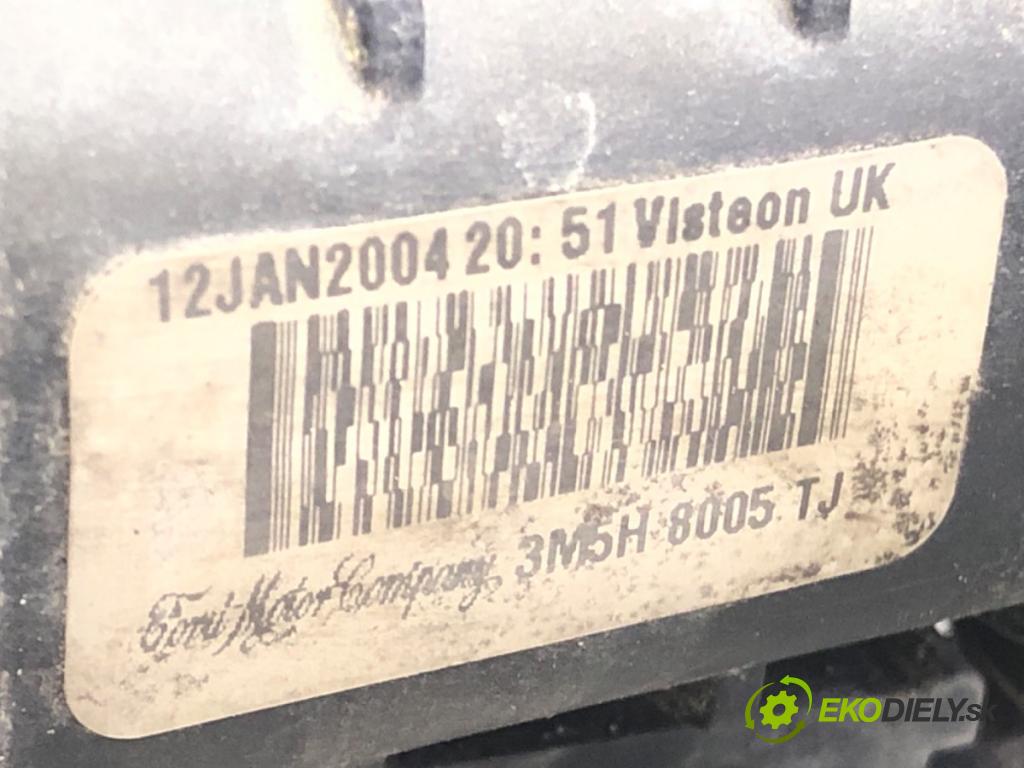 12JAN2004 20:51 Visteon UK
Ford Motor Company 3M5H 8005 TJ
EKODIELY.sk